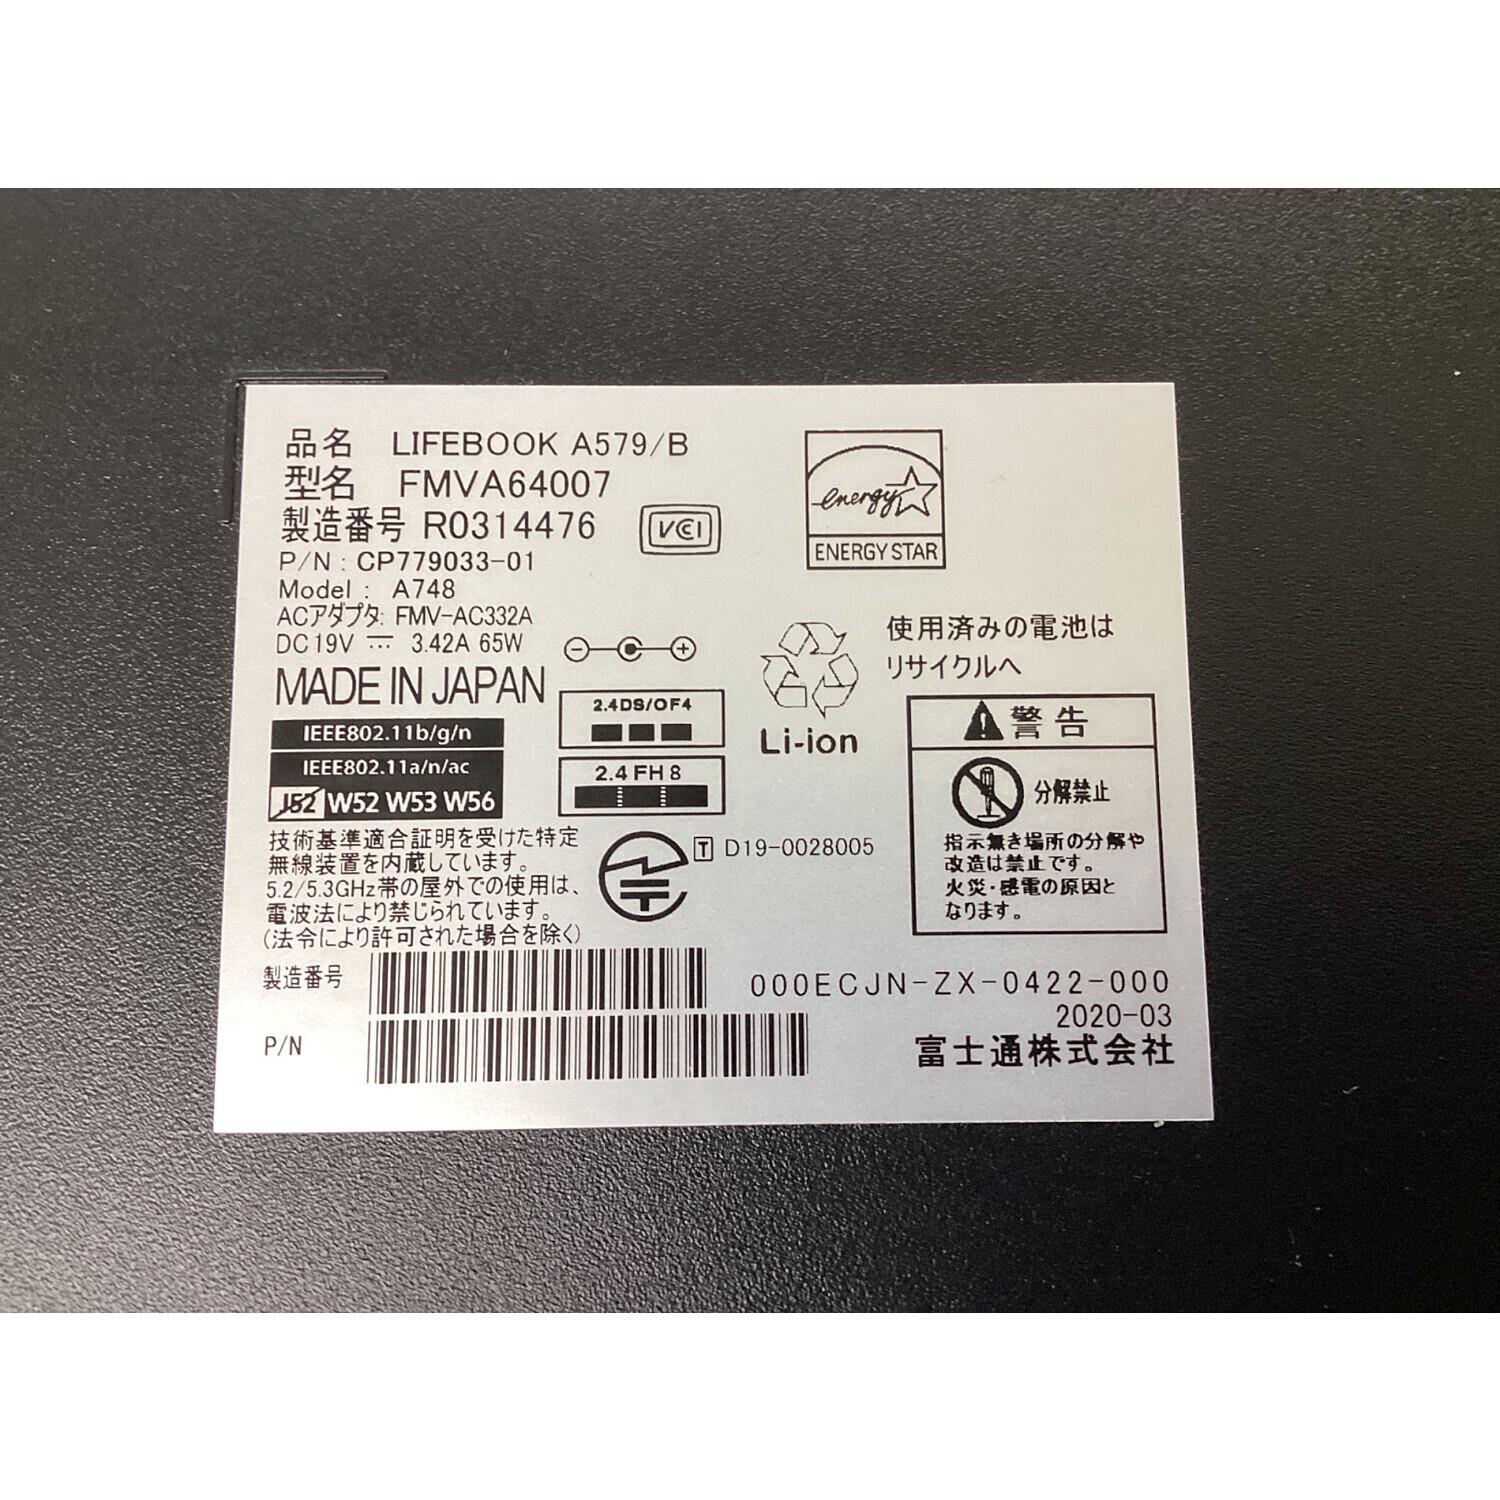 品名 LIFEBOOK A579/B
型名 FMVA64007
製造番号 R0314476
VCCI
P/N : CP779033-01
Model : A748
ACアダプタ: FMV-AC332A
DC19V ⎓ 3.42A 65W
MADE IN JAPAN
energy
ENERGY STAR
IEEE802.11b/g/n
IEEE802.11a/n/ac
J52 W52 W53 W56
2.4DS/OF4
2.4FH8
Li-ion
使用済みの電池は
リサイクルへ
警告
分解禁止
指示無き場所の分解や
改造は禁止です。
火災・感電の原因と
なります。
技術基準適合証明を受けた特定
無線装置を内蔵しています。
5.2/5.3GHz帯の屋外での使用は、
電波法により禁じられています。
(法令により許可された場合を除く)
T D19-0028005
製造番号
P/N
000ECJN-ZX-0422-000
2020-03
富士通株式会社